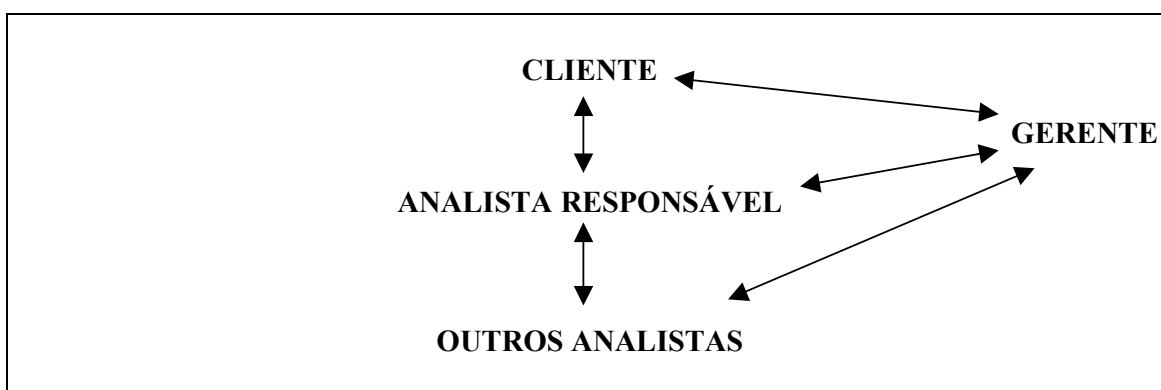 CLIENTE
GERENTE
ANALISTA RESPONSÁVEL
OUTROS ANALISTAS